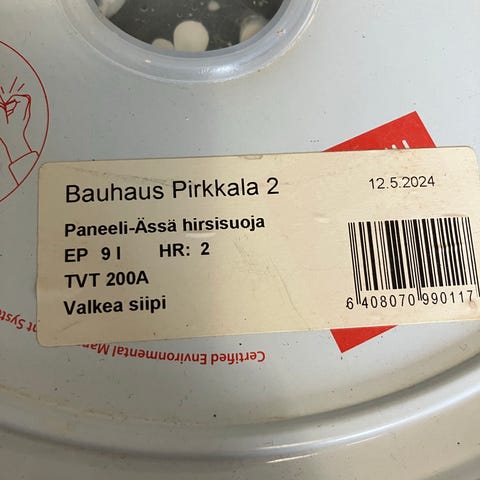 Bauhaus Pirkkala 2
12.5.2024
Paneeli-Ässä hirsisuoja
EP 9 l HR: 2
TVT 200A
Valkea siipi
6 408070 990117
Certified Environmental